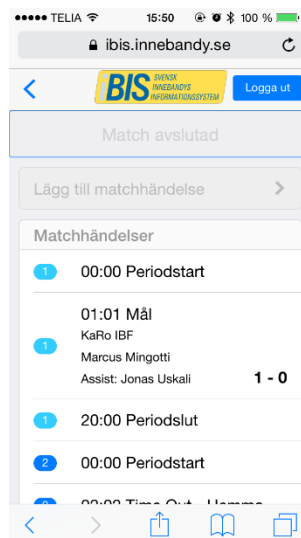 TELIA 15:50 100 %
ibis.innebandy.se
BIS SVENSK
INNEBANDYS
INFORMATIONSSYSTEM
Logga ut
Match avslutad
Lägg till matchhändelse
Matchhändelser
1 00:00 Periodstart
01:01 Mål
KaRo IBF
1 Marcus Mingotti
Assist: Jonas Uskali 1 - 0
1 20:00 Periodslut
2 00:00 Periodstart